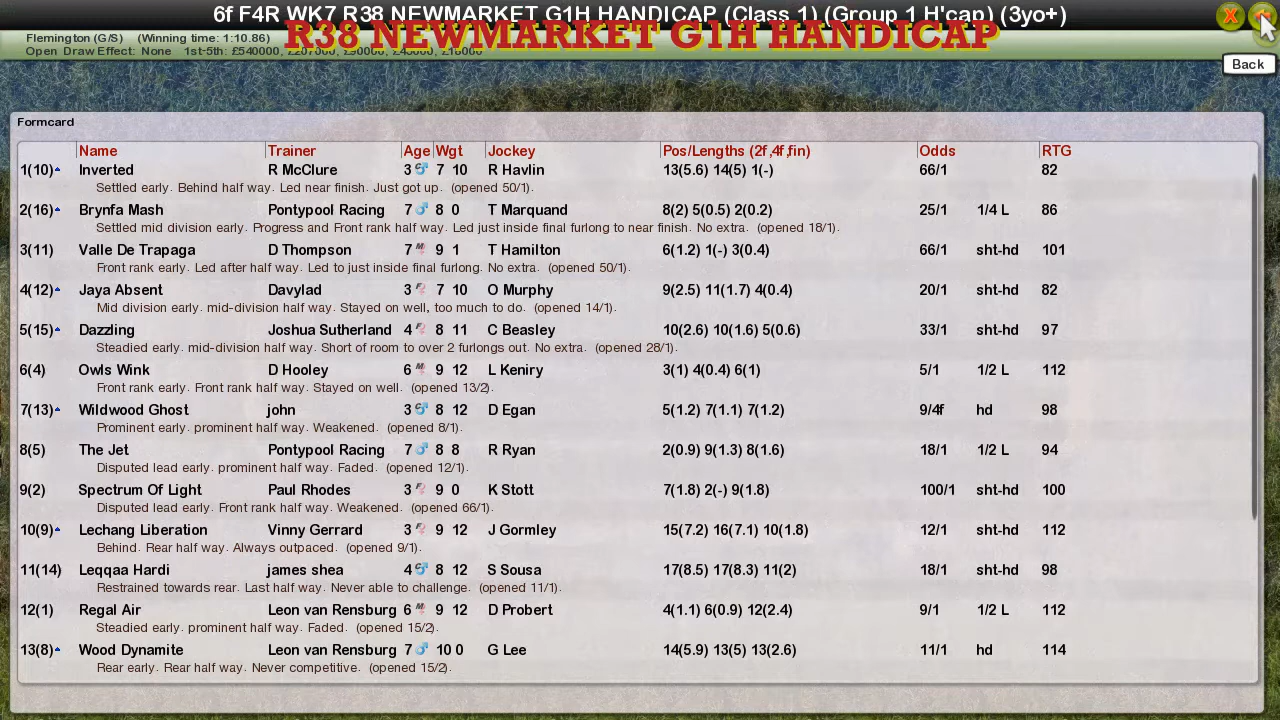 6f F4R WK7 R38 NEWMARKET G1H HANDICAP (Class 1) (Group 1 H'cap) (3yo+)
R38 NEWMARKET G1H HANDICAP
Flemington (G/S) (Winning time: 1:10.86)
Open Draw Effect: None 1st-5th: £540000, £207000, £90000, £45000, £18000
Back
Formcard
Name Trainer Age Wgt Jockey Pos/Lengths (2f,4f,fin) Odds RTG
1(10) Inverted R McClure 3 7 10 R Havlin 13(5.6) 14(5) 1(-) 66/1 82
Settled early. Behind half way. Led near finish. Just got up. (opened 50/1).
2(16) Brynfa Mash Pontypool Racing 7 8 0 T Marquand 8(2) 5(0.5) 2(0.2) 25/1 1/4 L 86
Settled mid division early. Progress and Front rank half way. Led just inside final furlong to near finish. No extra. (opened 18/1).
3(11) Valle De Trapaga D Thompson 7 9 1 T Hamilton 6(1.2) 1(-) 3(0.4) 66/1 sht-hd 101
Front rank early. Led after half way. Led to just inside final furlong. No extra. (opened 50/1).
4(12) Jaya Absent Davylad 3 7 10 O Murphy 9(2.5) 11(1.7) 4(0.4) 20/1 sht-hd 82
Mid division early. mid-division half way. Stayed on well, too much to do. (opened 14/1).
5(15) Dazzling Joshua Sutherland 4 8 11 C Beasley 10(2.6) 10(1.6) 5(0.6) 33/1 sht-hd 97
Steadied early. mid-division half way. Short of room to over 2 furlongs out. No extra. (opened 28/1).
6(4) Owls Wink D Hooley 6 9 12 L Keniry 3(1) 4(0.4) 6(1) 5/1 1/2 L 112
Front rank early. Front rank half way. Stayed on well. (opened 13/2).
7(13) Wildwood Ghost john 3 8 12 D Egan 5(1.2) 7(1.1) 7(1.2) 9/4f hd 98
Prominent early. prominent half way. Weakened. (opened 8/1).
8(5) The Jet Pontypool Racing 7 8 8 R Ryan 2(0.9) 9(1.3) 8(1.6) 18/1 1/2 L 94
Disputed lead early. prominent half way. Faded. (opened 12/1).
9(2) Spectrum Of Light Paul Rhodes 3 9 0 K Stott 7(1.8) 2(-) 9(1.8) 100/1 sht-hd 100
Disputed lead early. Front rank half way. Weakened. (opened 66/1).
10(9) Lechang Liberation Vinny Gerrard 3 9 12 J Gormley 15(7.2) 16(7.1) 10(1.8) 12/1 sht-hd 112
Behind. Rear half way. Always outpaced. (opened 9/1).
11(14) Leqqaa Hardi james shea 4 8 12 S Sousa 17(8.5) 17(8.3) 11(2) 18/1 sht-hd 98
Restrained towards rear. Last half way. Never able to challenge. (opened 11/1).
12(1) Regal Air Leon van Rensburg 6 9 12 D Probert 4(1.1) 6(0.9) 12(2.4) 9/1 1/2 L 112
Steadied early. prominent half way. Faded. (opened 15/2).
13(8) Wood Dynamite Leon van Rensburg 7 10 0 G Lee 14(5.9) 13(5) 13(2.6) 11/1 hd 114
Rear early. Rear half way. Never competitive. (opened 15/2).